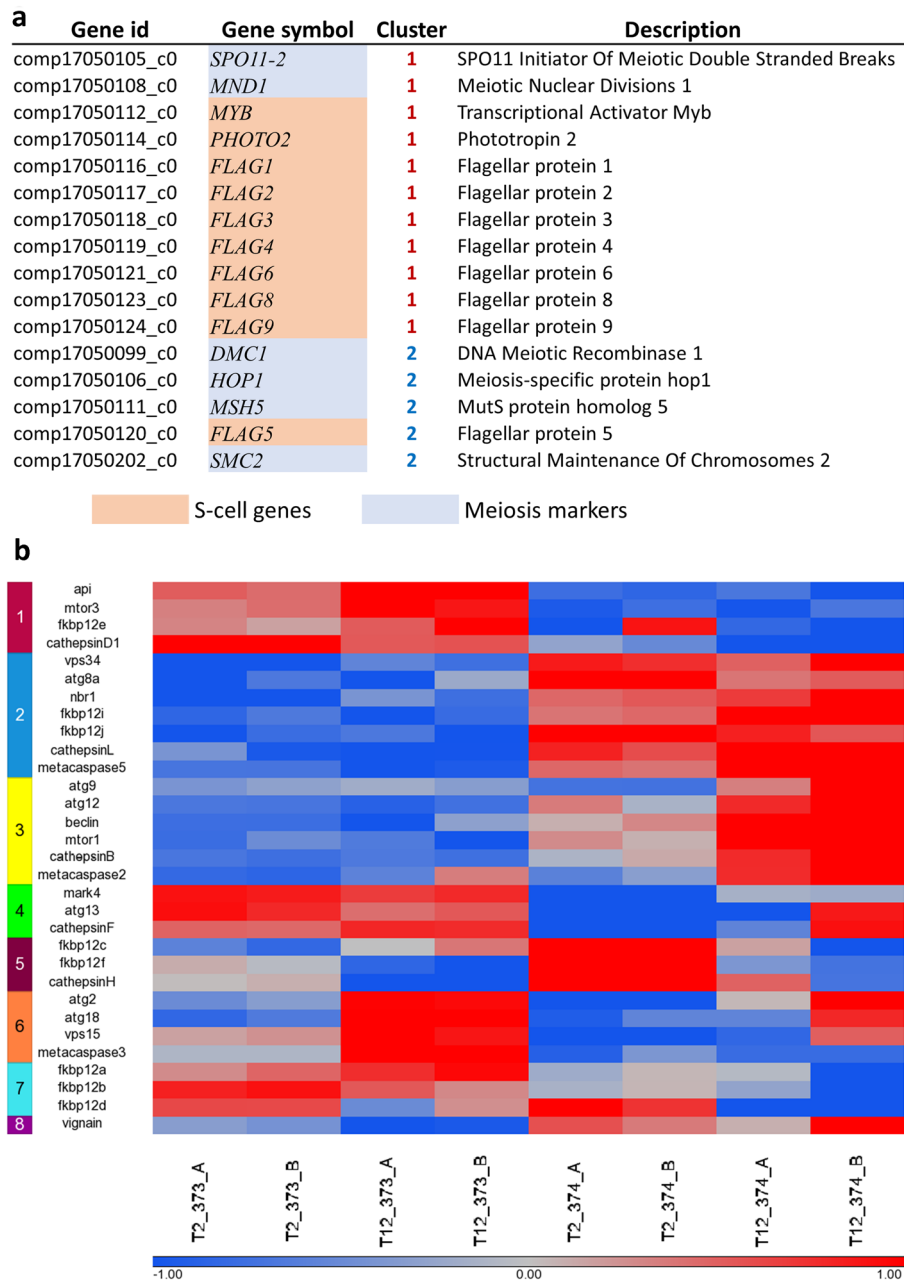 a
Gene id Gene symbol Cluster Description
comp17050105_c0 SPO11-2 1 SPO11 Initiator Of Meiotic Double Stranded Breaks
comp17050108_c0 MND1 1 Meiotic Nuclear Divisions 1
comp17050112_c0 MYB 1 Transcriptional Activator Myb
comp17050114_c0 PHOTO2 1 Phototropin 2
comp17050116_c0 FLAG1 1 Flagellar protein 1
comp17050117_c0 FLAG2 1 Flagellar protein 2
comp17050118_c0 FLAG3 1 Flagellar protein 3
comp17050119_c0 FLAG4 1 Flagellar protein 4
comp17050121_c0 FLAG6 1 Flagellar protein 6
comp17050123_c0 FLAG8 1 Flagellar protein 8
comp17050124_c0 FLAG9 1 Flagellar protein 9
comp17050099_c0 DMC1 2 DNA Meiotic Recombinase 1
comp17050106_c0 HOP1 2 Meiosis-specific protein hop1
comp17050111_c0 MSH5 2 MutS protein homolog 5
comp17050120_c0 FLAG5 2 Flagellar protein 5
comp17050202_c0 SMC2 2 Structural Maintenance Of Chromosomes 2
S-cell genes Meiosis markers
b
1
api
mtor3
fkbp12e
cathepsinD1
2
vps34
atg8a
nbr1
fkbp12i
fkbp12j
cathepsinL
metacaspase5
3
atg9
atg12
beclin
mtor1
cathepsinB
metacaspase2
4
mark4
atg13
cathepsinF
5
fkbp12c
fkbp12f
cathepsinH
6
atg2
atg18
vps15
metacaspase3
7
fkbp12a
fkbp12b
fkbp12d
8
vignain
T2_373_A
T2_373_B
T12_373_A
T12_373_B
T2_374_A
T2_374_B
T12_374_A
T12_374_B
-1.00 0.00 1.00